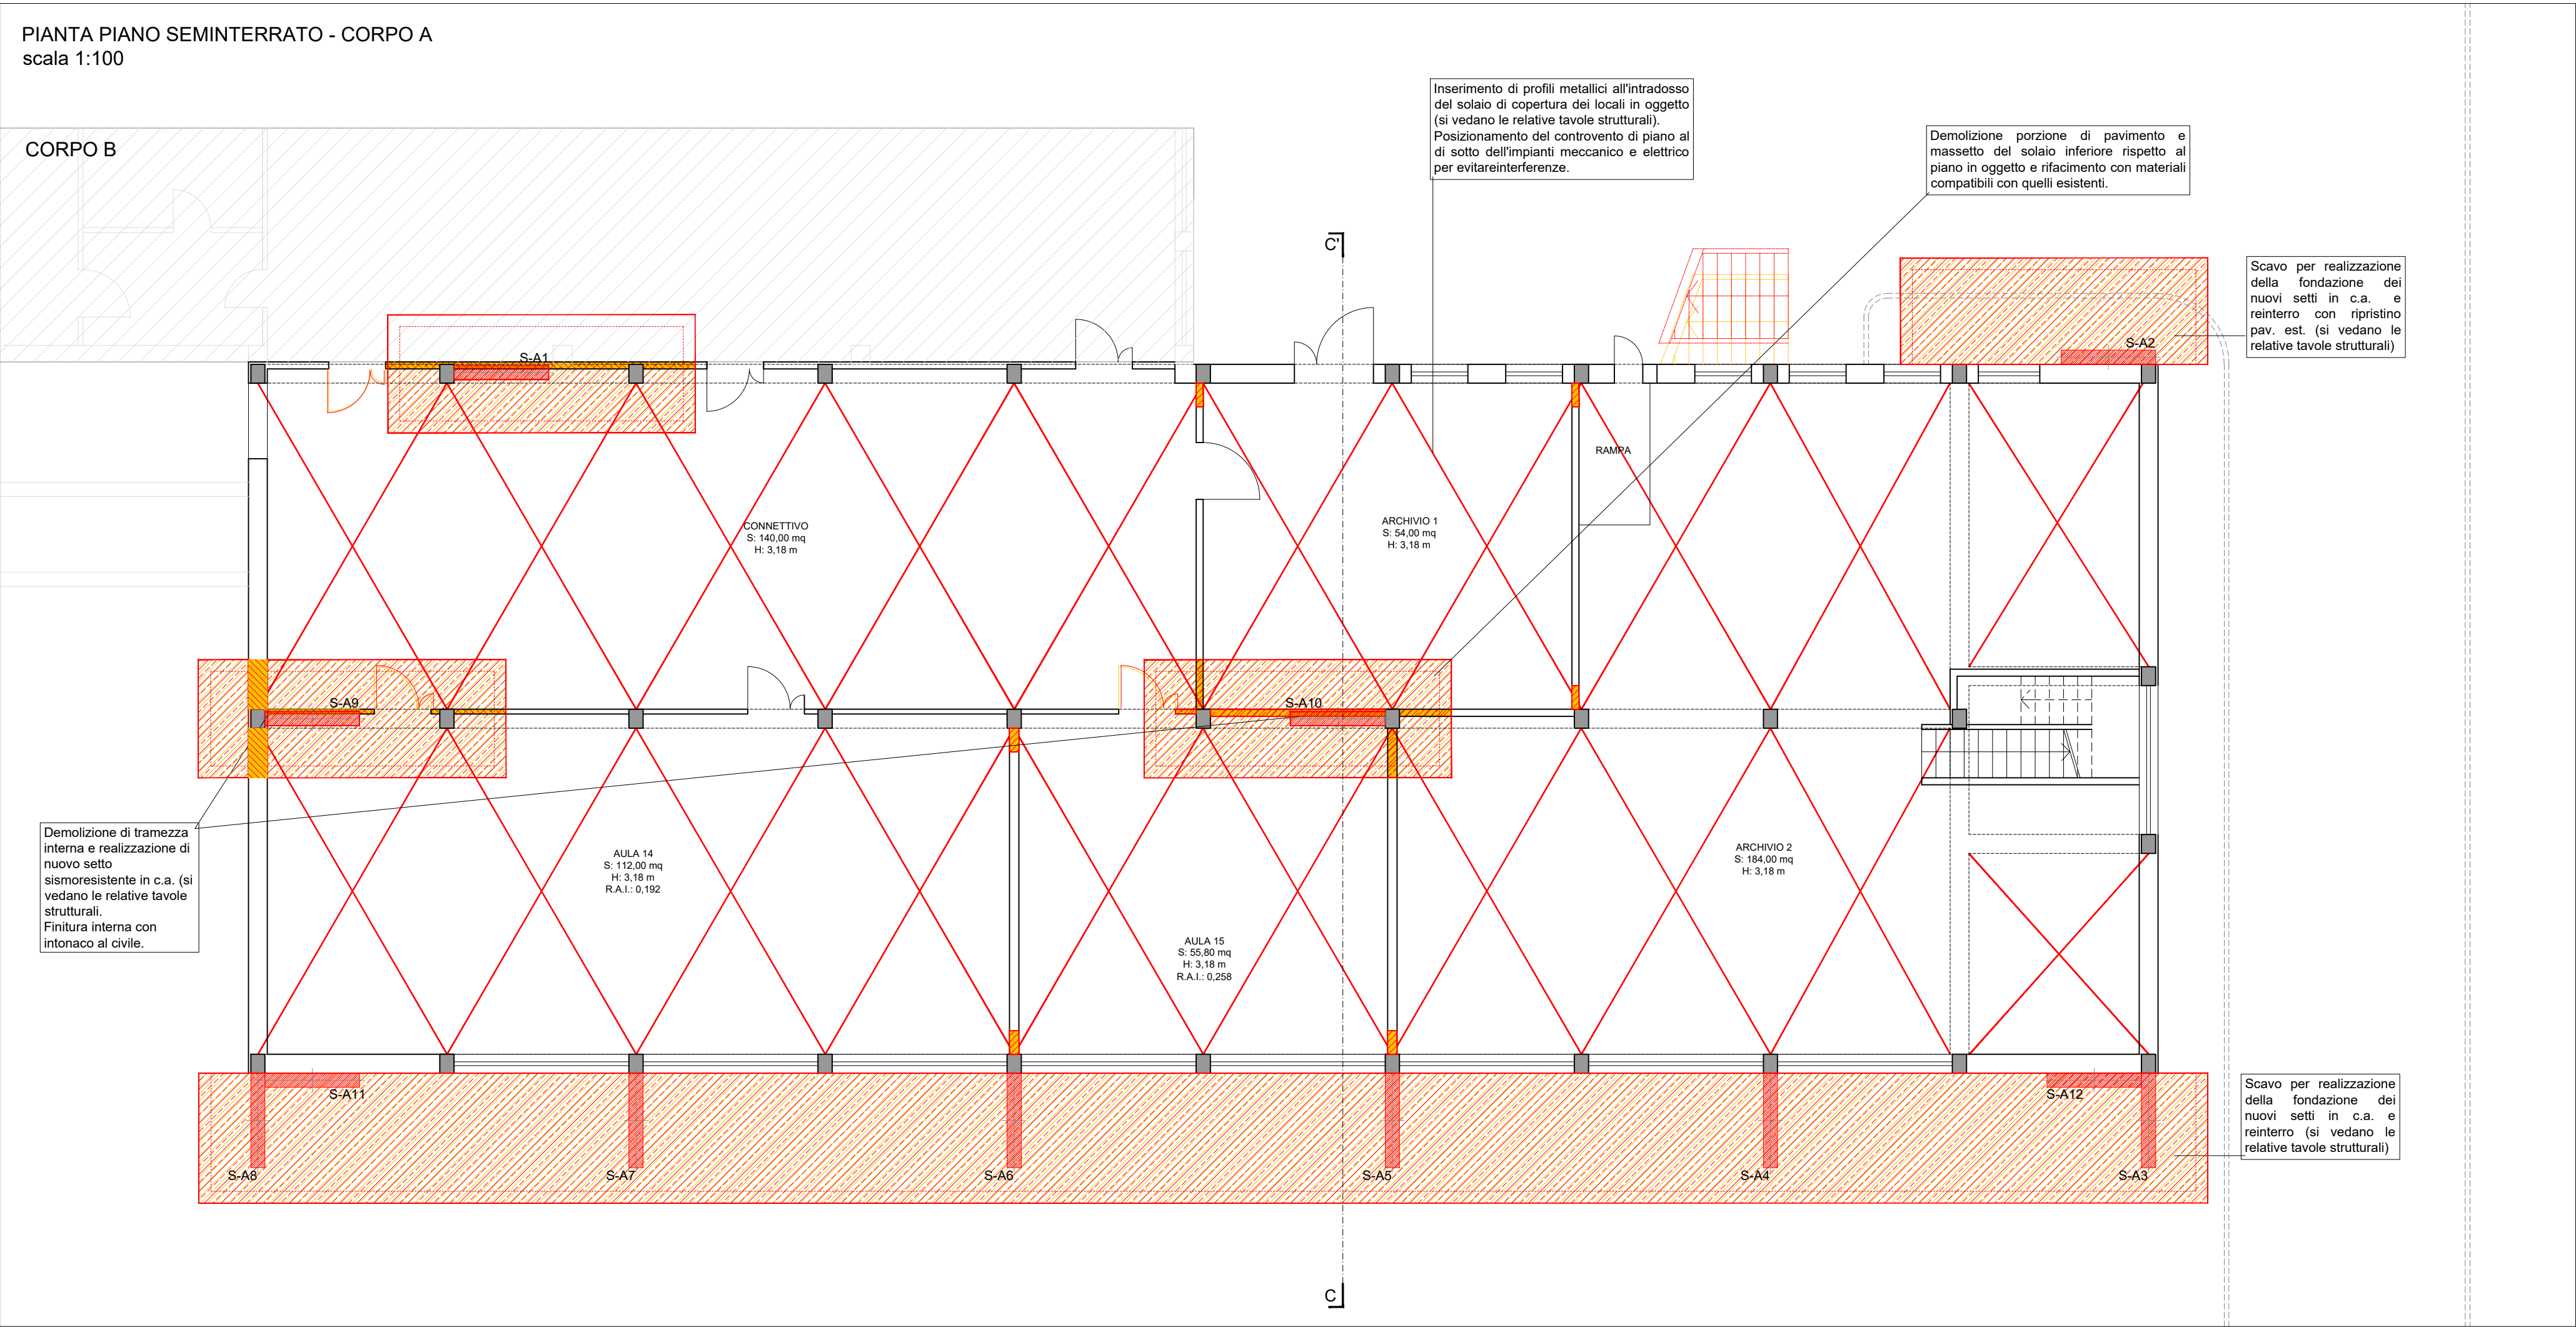 PIANTA PIANO SEMINTERRATO - CORPO A
scala 1:100
CORPO B
Inserimento di profili metallici all'intradosso
del solaio di copertura dei locali in oggetto
(si vedano le relative tavole strutturali).
Posizionamento del controvento di piano al
di sotto dell'impianti meccanico e elettrico
per evitareinterferenze.
Demolizione porzione di pavimento e
massetto del solaio inferiore rispetto al
piano in oggetto e rifacimento con materiali
compatibili con quelli esistenti.
C'
Scavo per realizzazione
della fondazione dei
nuovi setti in c.a. e
reinterro con ripristino
pav. est. (si vedano le
relative tavole strutturali)
S-A1
S-A2
RAMPA
CONNETTIVO
S: 140,00 mq
H: 3,18 m
ARCHIVIO 1
S: 54,00 mq
H: 3,18 m
S-A9
S-A10
Demolizione di tramezza
interna e realizzazione di
nuovo setto
sismoresistente in c.a. (si
vedano le relative tavole
strutturali.
Finitura interna con
intonaco al civile.
AULA 14
S: 112,00 mq
H: 3,18 m
R.A.I.: 0,192
ARCHIVIO 2
S: 184,00 mq
H: 3,18 m
AULA 15
S: 55,80 mq
H: 3,18 m
R.A.I.: 0,258
S-A11
S-A12
Scavo per realizzazione
della fondazione dei
nuovi setti in c.a. e
reinterro (si vedano le
relative tavole strutturali)
S-A8
S-A7
S-A6
S-A5
S-A4
S-A3
C